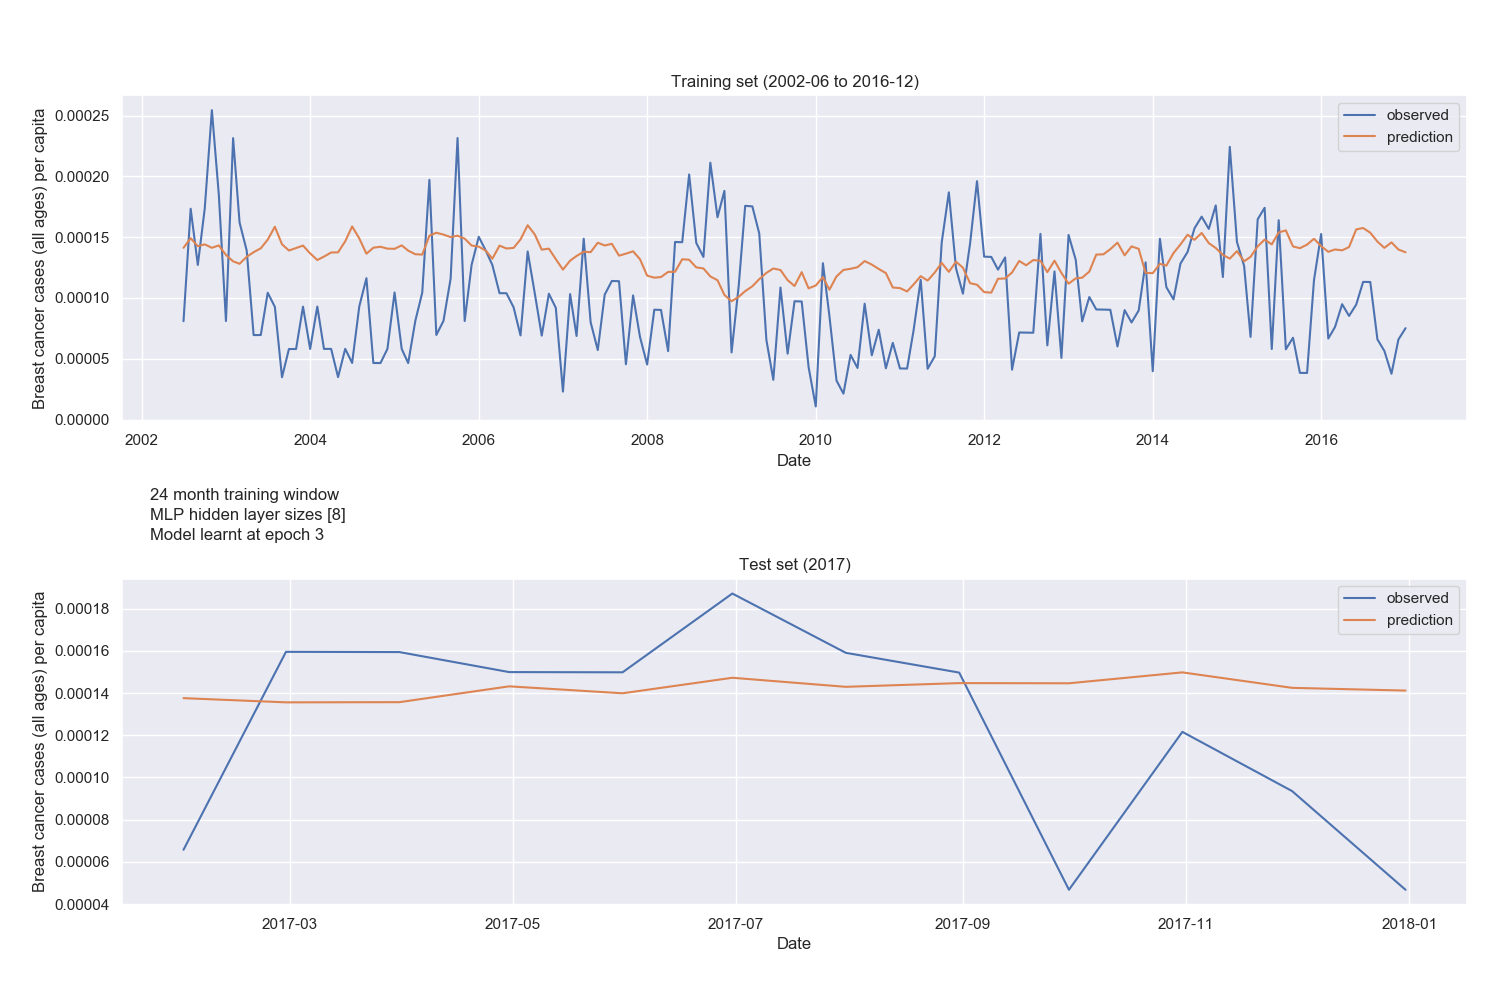 Training set (2002-06 to 2016-12)
Breast cancer cases (all ages) per capita
0.00025
0.00020
0.00015
0.00010
0.00005
0.00000
observed
prediction
2002 2004 2006 2008 2010 2012 2014 2016
Date
24 month training window
MLP hidden layer sizes [8]
Model learnt at epoch 3
Test set (2017)
Breast cancer cases (all ages) per capita
0.00018
0.00016
0.00014
0.00012
0.00010
0.00008
0.00006
0.00004
observed
prediction
2017-03 2017-05 2017-07 2017-09 2017-11 2018-01
Date